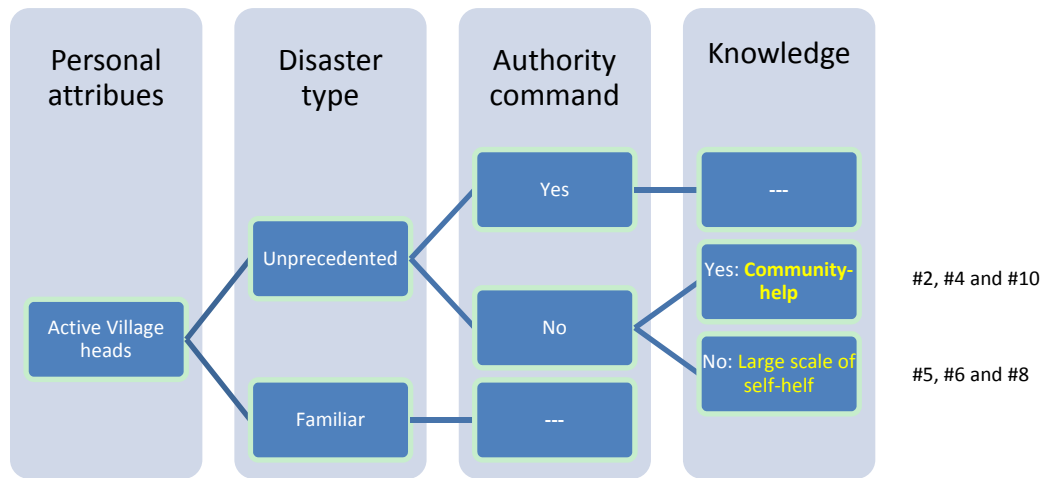 Personal
attribues
Disaster
type
Authority
command
Knowledge
Yes
---
Unprecedented
Yes: Community-
help
#2, #4 and #10
Active Village
heads
No
No: Large scale of
self-helf
#5, #6 and #8
Familiar
---